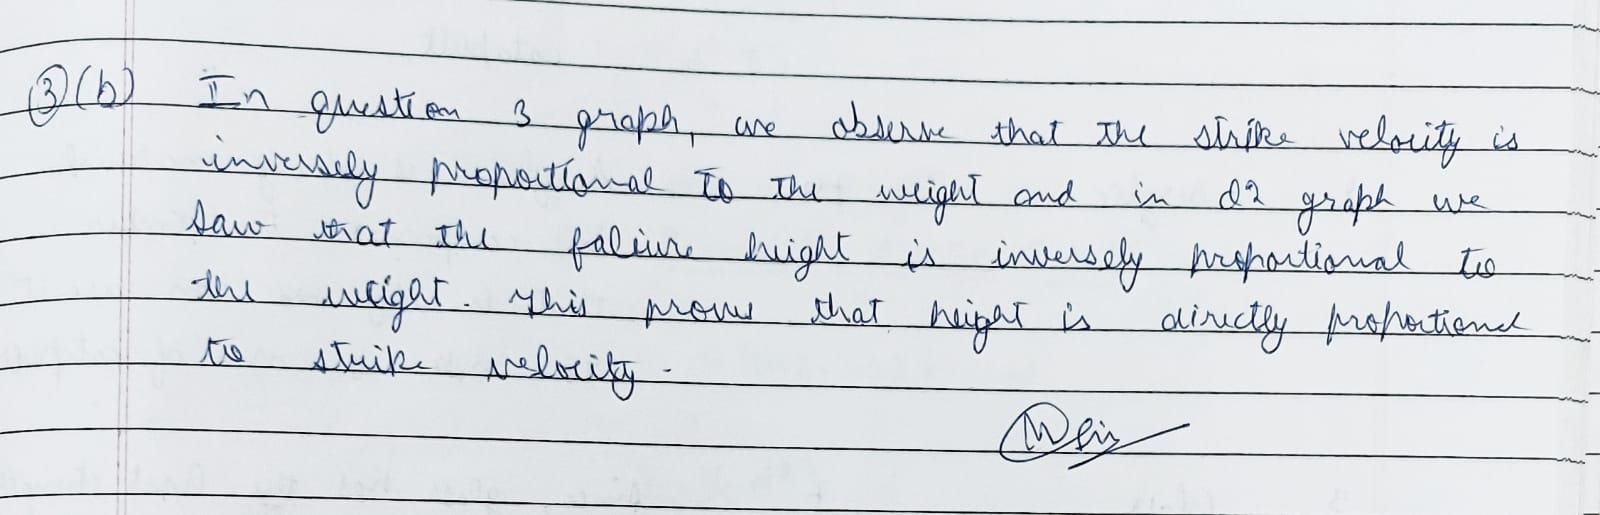 ③(b) In question 3 graph, we observe that the strike velocity is
inversely proportional to the weight and in Q2 graph we
saw that the faliure height is inversely proportional to
the weight. This proves that height is directly proportional
to strike velocity.